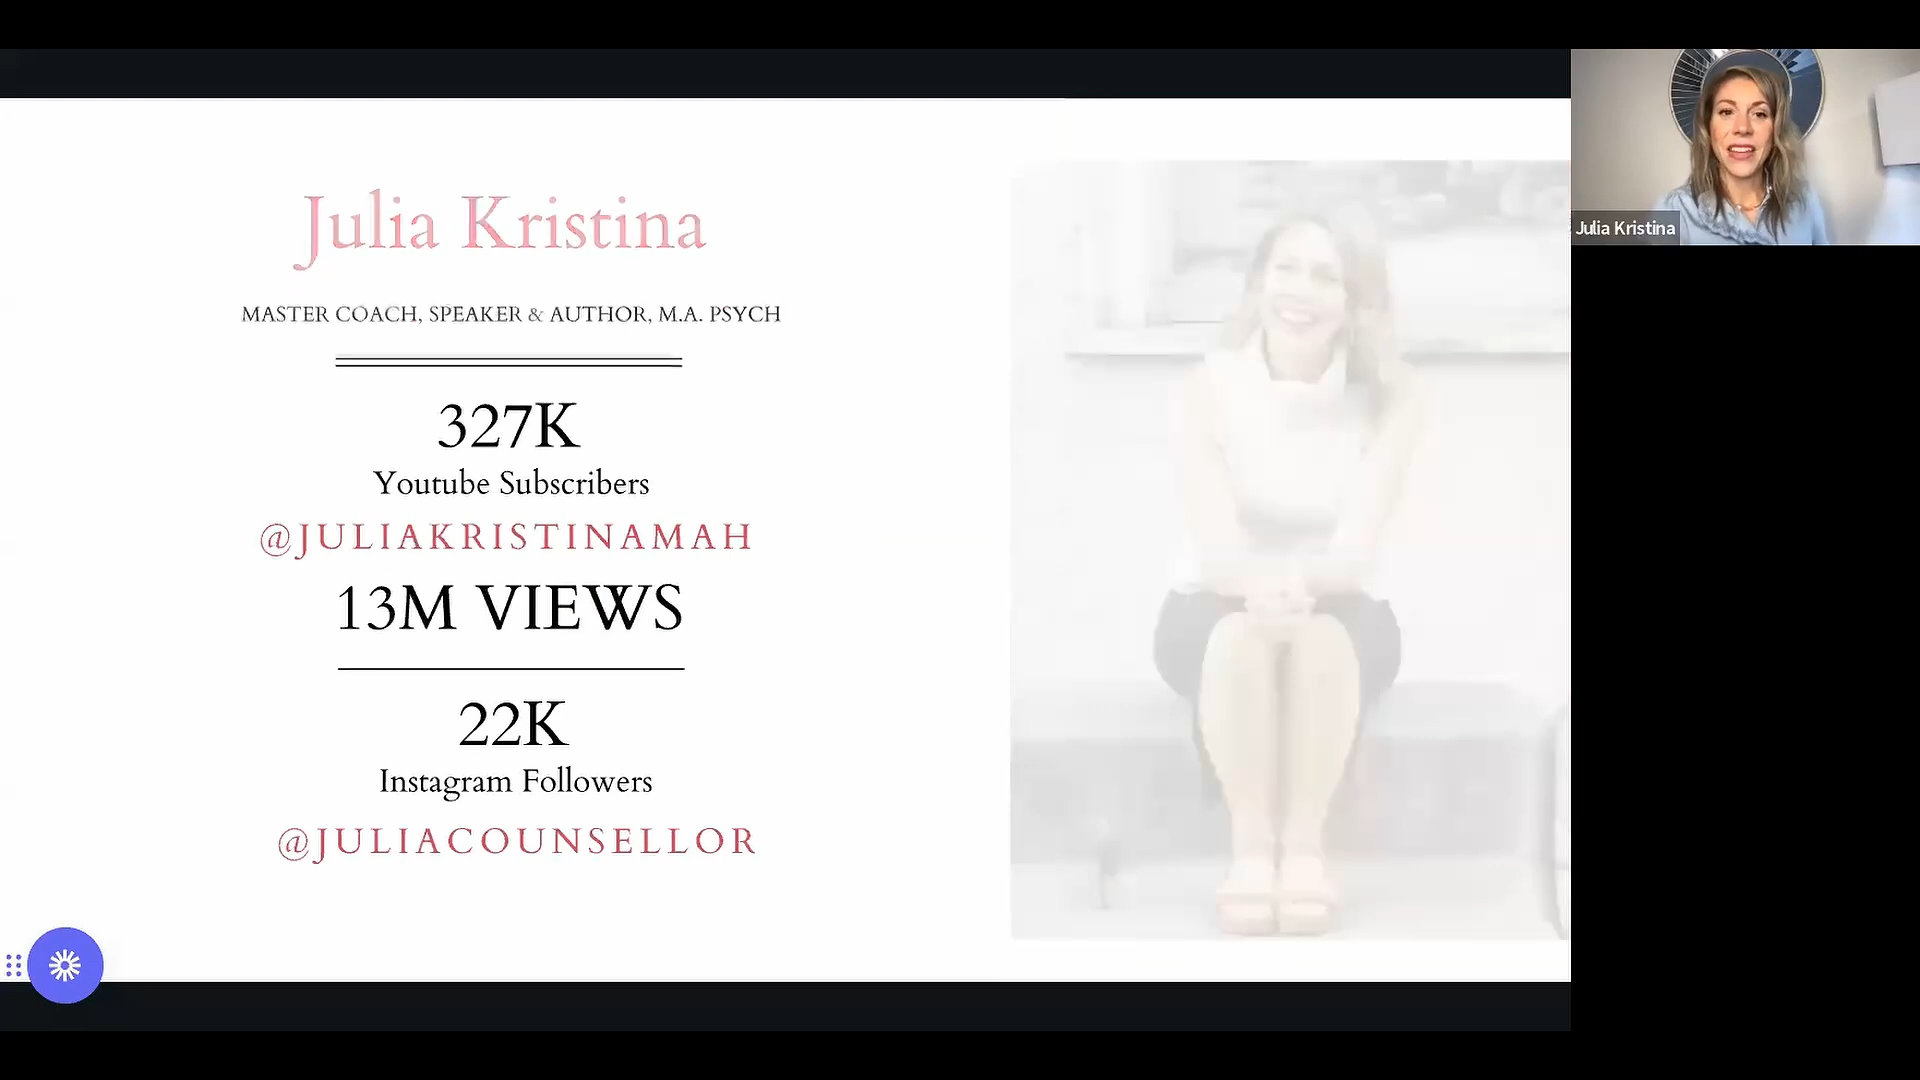 Julia Kristina
MASTER COACH, SPEAKER & AUTHOR, M.A. PSYCH
327K
Youtube Subscribers
@JULIAKRISTINAMAH
13M VIEWS
22K
Instagram Followers
@JULIACOUNSELLOR
Julia Kristina